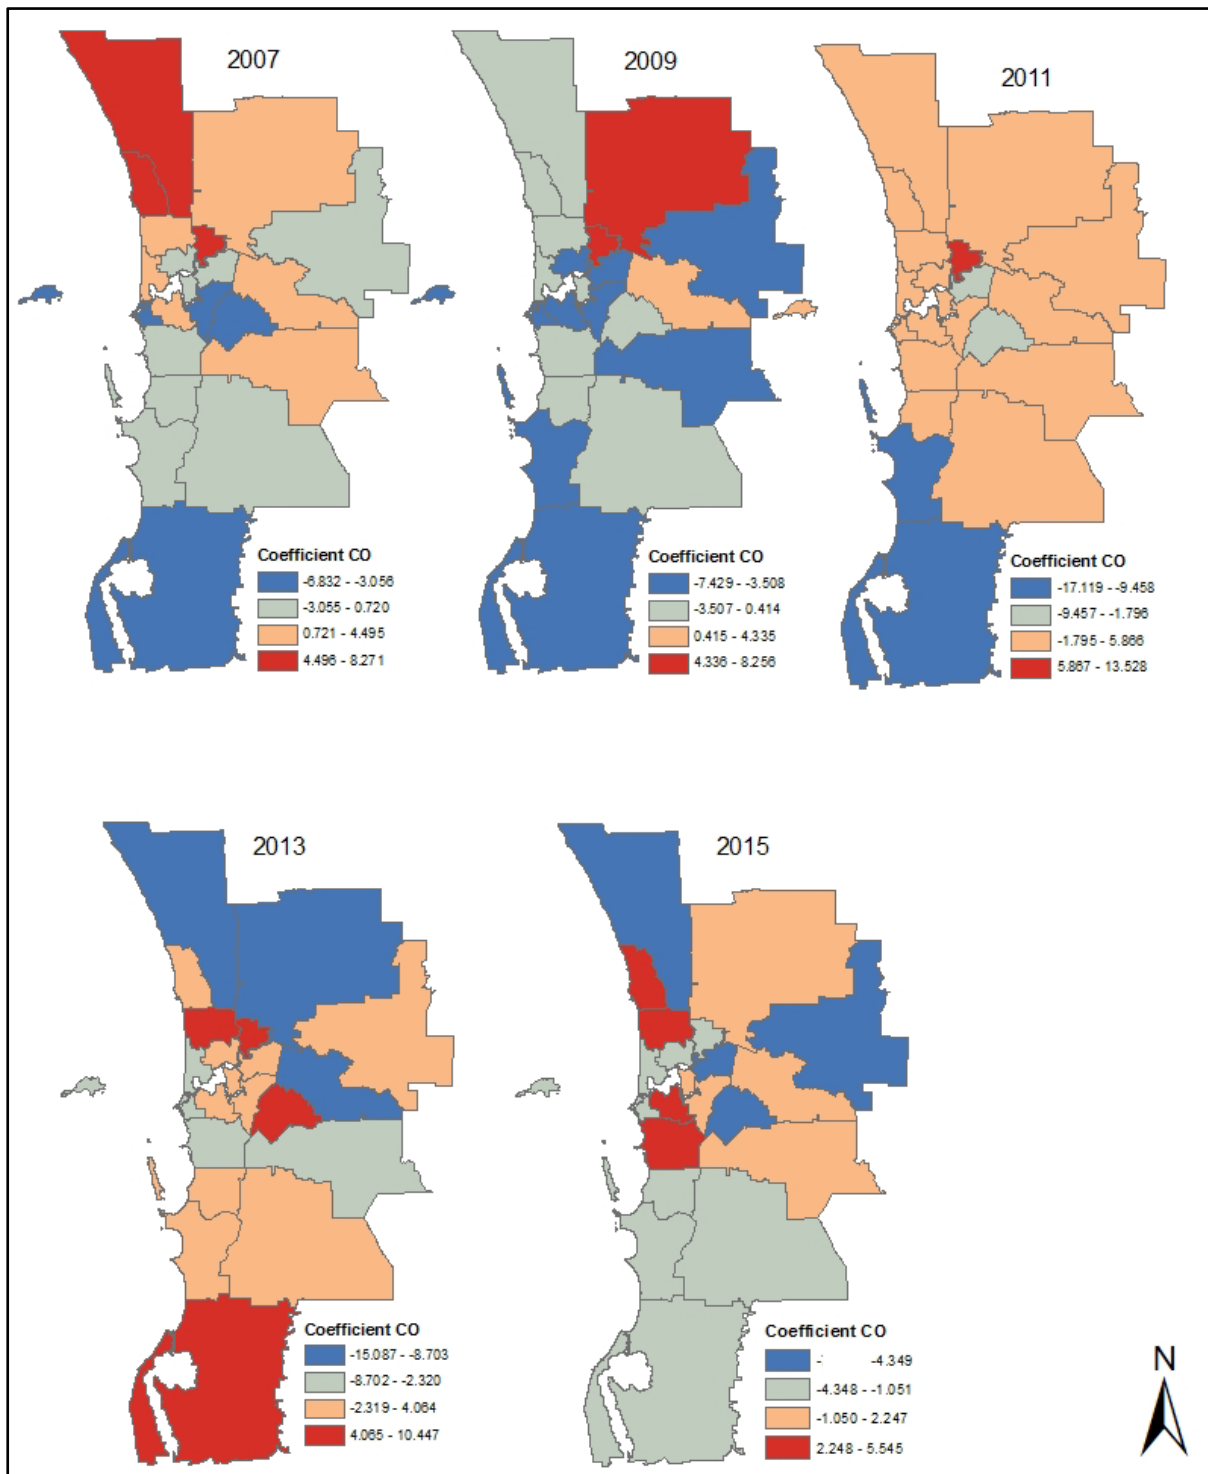 2007
2009
2011
Coefficient CO
-6.832 - -3.056
-3.055 - 0.720
0.721 - 4.495
4.496 - 8.271
Coefficient CO
-7.429 - -3.508
-3.507 - 0.414
0.415 - 4.335
4.336 - 8.256
Coefficient CO
-17.119 - -9.458
-9.457 - -1.796
-1.795 - 5.866
5.867 - 13.528
2013
2015
Coefficient CO
-15.087 - -8.703
-8.702 - -2.320
-2.319 - 4.064
4.065 - 10.447
Coefficient CO
-4.349
-4.348 - -1.051
-1.050 - 2.247
2.248 - 5.545
N